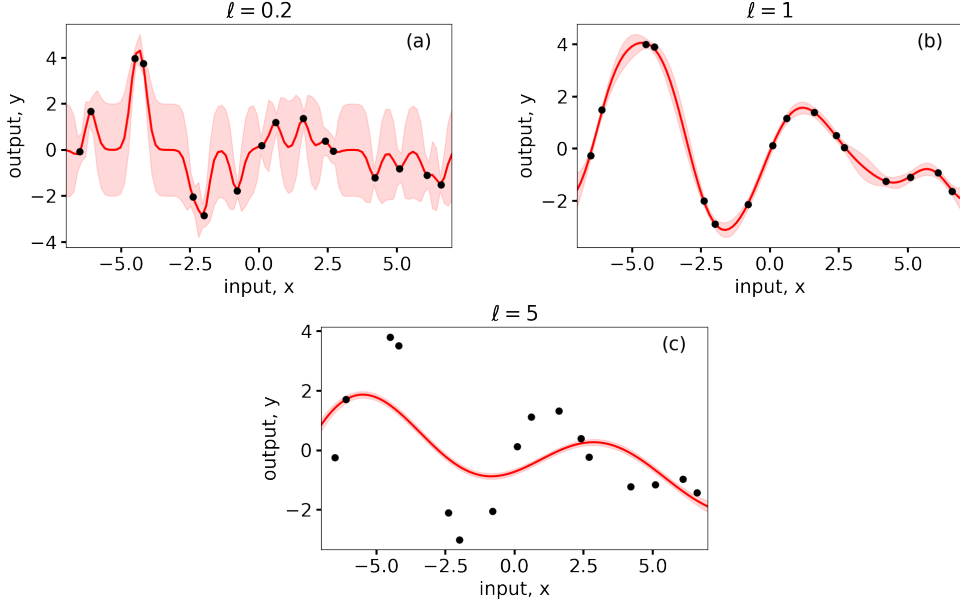 ℓ = 0.2
(a)
output, y
4
2
0
−2
−4
−5.0 −2.5 0.0 2.5 5.0
input, x
ℓ = 1
(b)
output, y
4
2
0
−2
−5.0 −2.5 0.0 2.5 5.0
input, x
ℓ = 5
(c)
output, y
4
2
0
−2
−5.0 −2.5 0.0 2.5 5.0
input, x